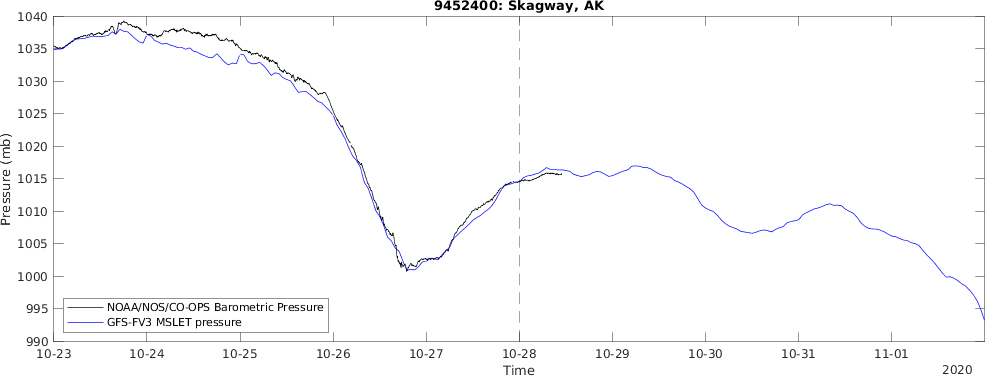 9452400: Skagway, AK
Pressure (mb)
1040
1035
1030
1025
1020
1015
1010
1005
1000
995
990
NOAA/NOS/CO-OPS Barometric Pressure
GFS-FV3 MSLET pressure
10-23 10-24 10-25 10-26 10-27 10-28 10-29 10-30 10-31 11-01
Time
2020